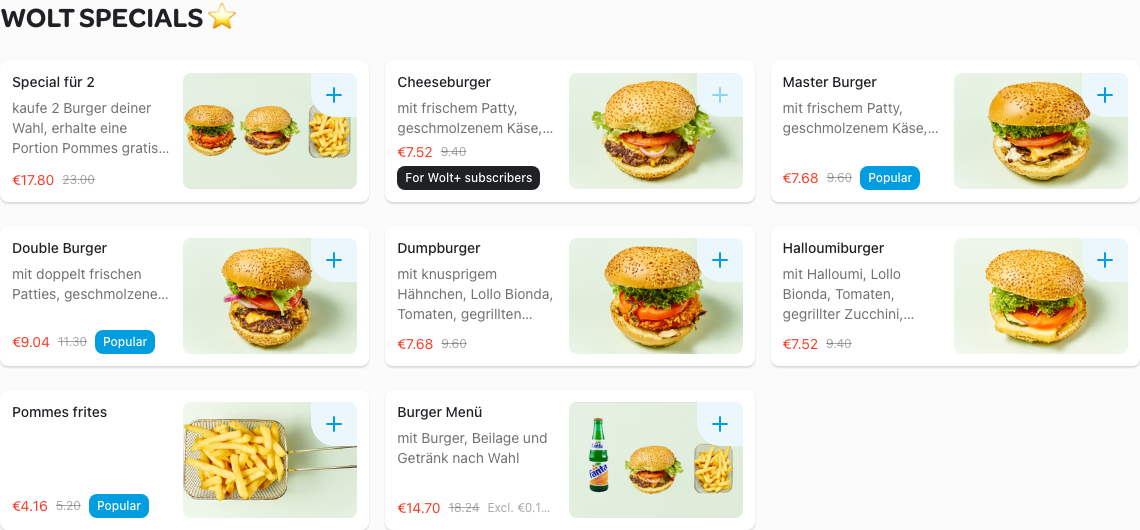 WOLT SPECIALS ⭐
Special für 2
kaufe 2 Burger deiner
Wahl, erhalte eine
Portion Pommes gratis...
€17.80 23.00
Cheeseburger
mit frischem Patty,
geschmolzenem Käse,...
€7.52 9.40
For Wolt+ subscribers
Master Burger
mit frischem Patty,
geschmolzenem Käse,...
€7.68 9.60 Popular
Double Burger
mit doppelt frischen
Patties, geschmolzene...
€9.04 11.30 Popular
Dumpburger
mit knusprigem
Hähnchen, Lollo Bionda,
Tomaten, gegrillten...
€7.68 9.60
Halloumiburger
mit Halloumi, Lollo
Bionda, Tomaten,
gegrillter Zucchini,...
€7.52 9.40
Pommes frites
€4.16 5.20 Popular
Burger Menü
mit Burger, Beilage und
Getränk nach Wahl
Fanta
€14.70 18.24 Excl. €0.1...